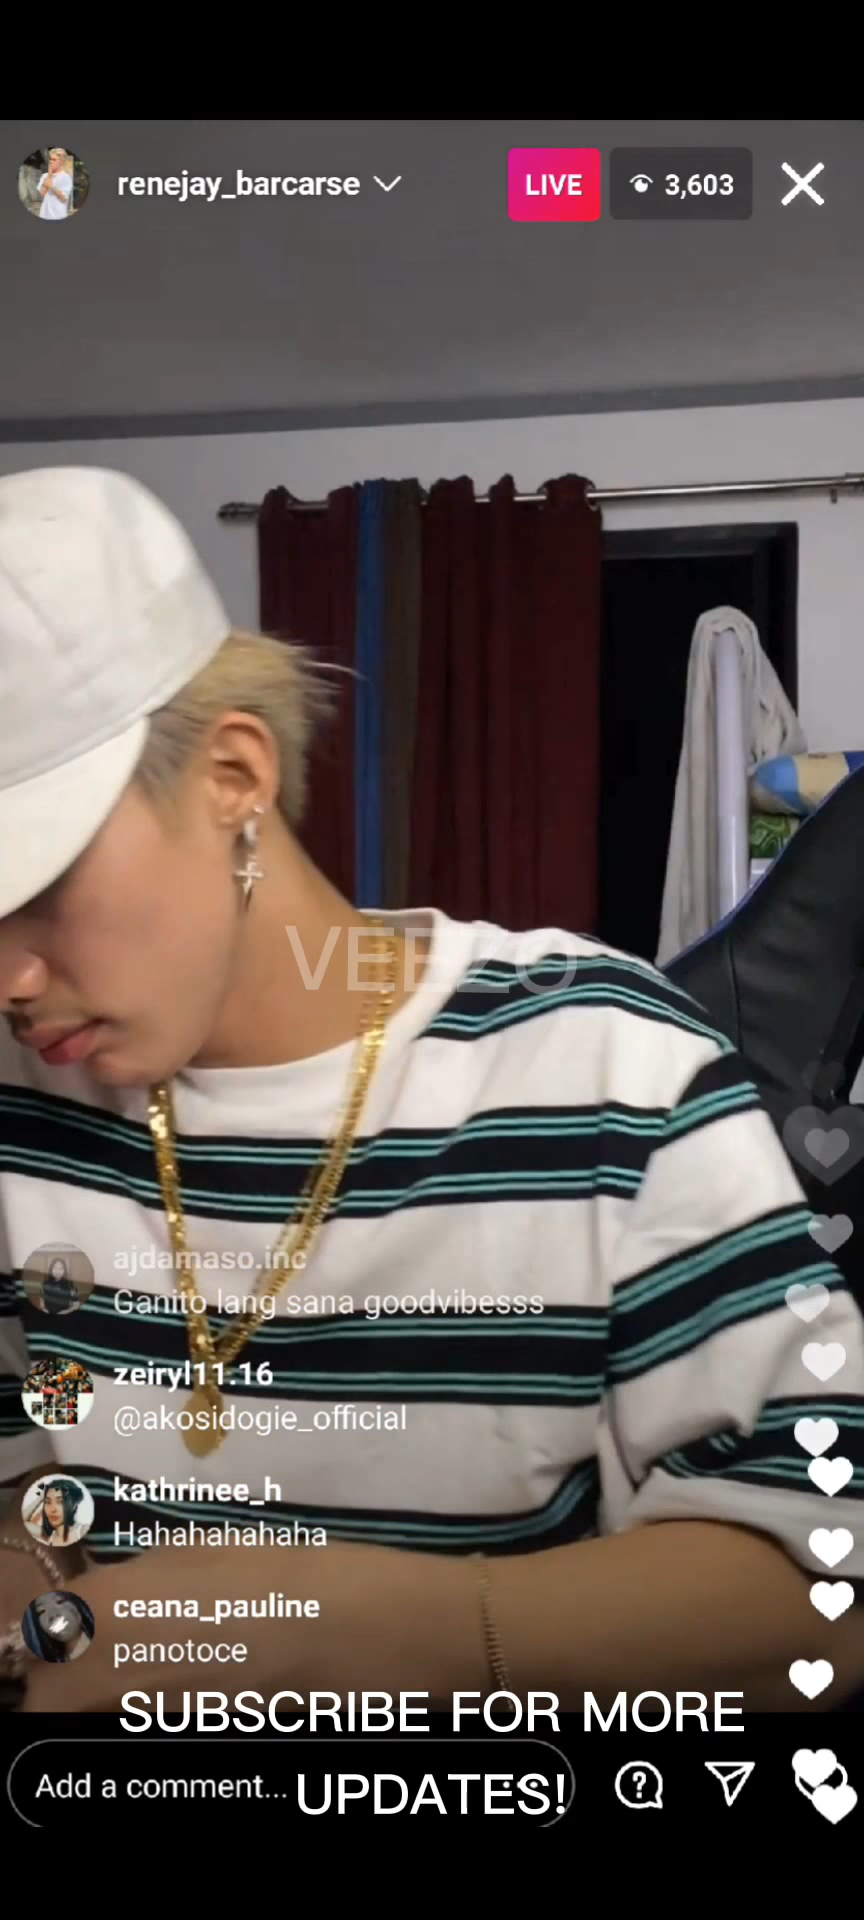 renejay_barcarse
LIVE
3,603
VEEZO
ajdamaso.inc
Ganito lang sana goodvibesss
zeiryl11.16
@akosidogie_official
kathrinee_h
Hahahahahaha
ceana_pauline
panotoce
SUBSCRIBE FOR MORE
Add a comment...
UPDATES!